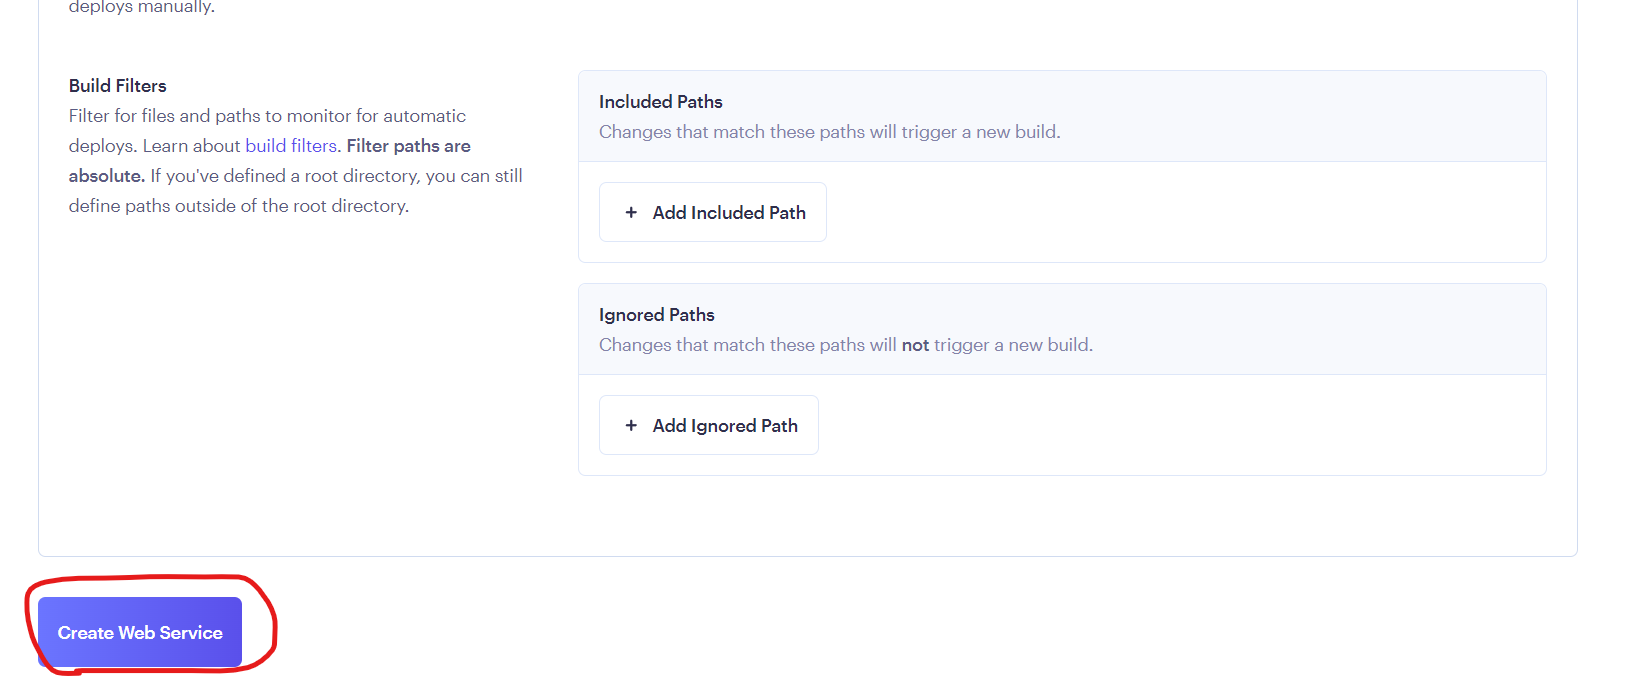 deploys manually.
Build Filters
Filter for files and paths to monitor for automatic
deploys. Learn about build filters. Filter paths are
absolute. If you've defined a root directory, you can still
define paths outside of the root directory.
Included Paths
Changes that match these paths will trigger a new build.
+ Add Included Path
Ignored Paths
Changes that match these paths will not trigger a new build.
+ Add Ignored Path
Create Web Service